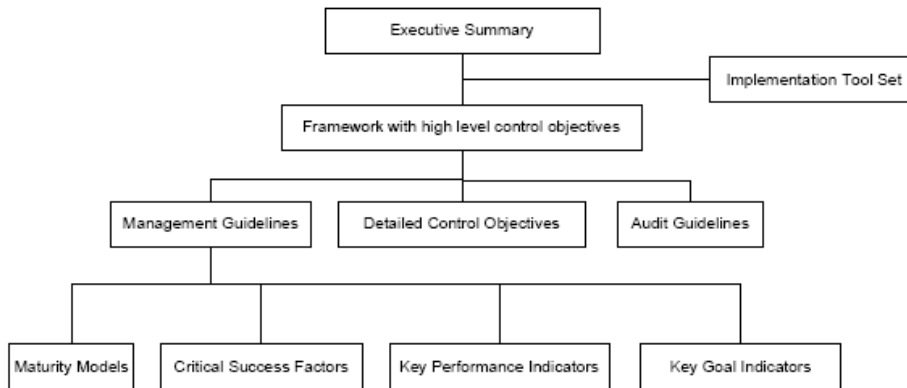 Executive Summary
Implementation Tool Set
Framework with high level control objectives
Management Guidelines
Detailed Control Objectives
Audit Guidelines
Maturity Models
Critical Success Factors
Key Performance Indicators
Key Goal Indicators